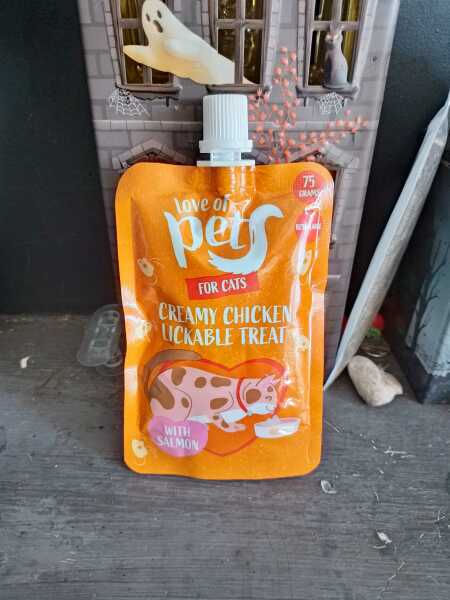 love of
pets
FOR CATS
75
GRAMS
CREAMY CHICKEN
LICKABLE TREAT
WITH
SALMON